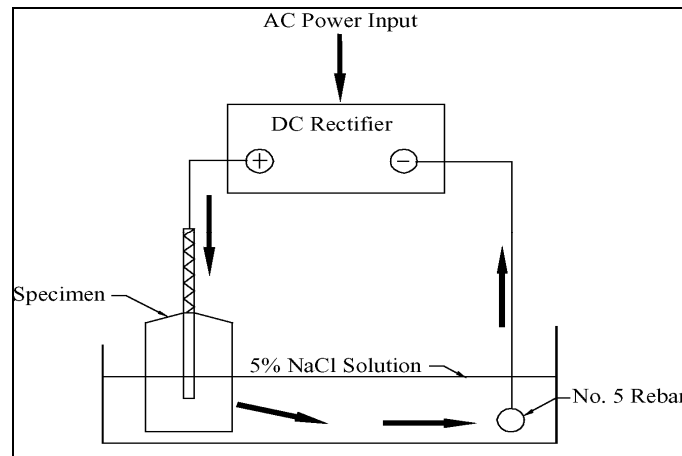 AC Power Input
DC Rectifier
+
−
Specimen
5% NaCl Solution
No. 5 Rebar